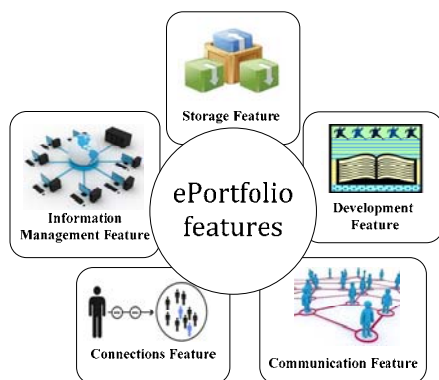 Storage Feature
Information
Management Feature
ePortfolio
features
Development
Feature
Connections Feature
Communication Feature